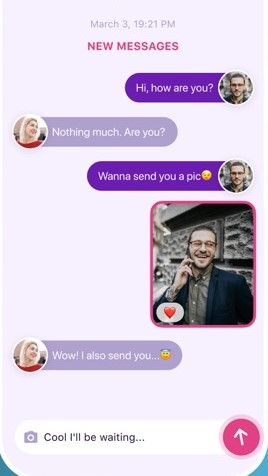 March 3, 19:21 PM
NEW MESSAGES
Hi, how are you?
Nothing much. Are you?
Wanna send you a pic😉
Wow! I also send you...😇
Cool I'll be waiting...